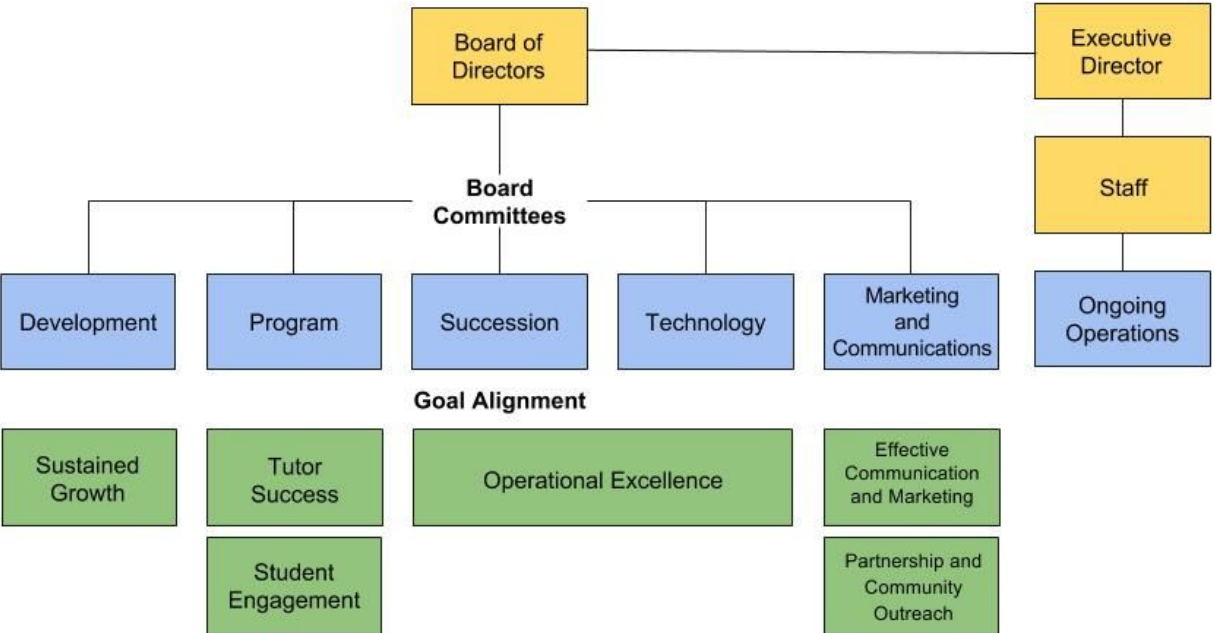 Board of
Directors
Executive
Director
Staff
Board
Committees
Development
Program
Succession
Technology
Marketing
and
Communications
Ongoing
Operations
Goal Alignment
Sustained
Growth
Tutor
Success
Operational Excellence
Effective
Communication
and Marketing
Student
Engagement
Partnership and
Community
Outreach